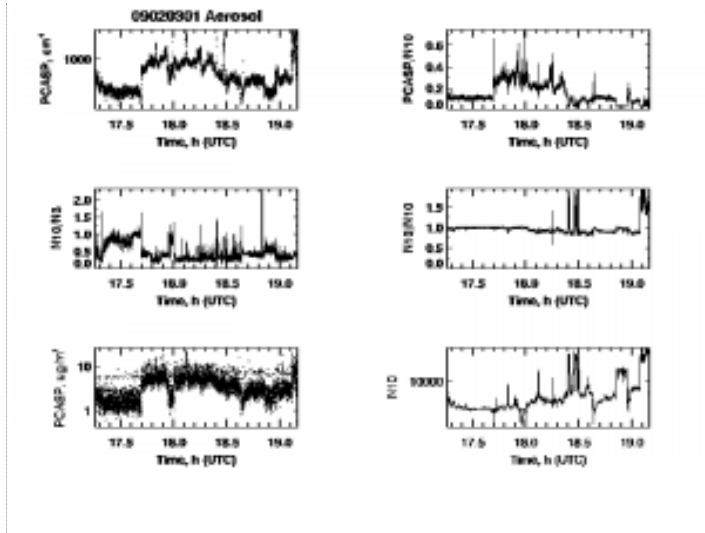 09020301 Aerosol
PCASP, cm³
1000
17.5 18.0 18.5 19.0
Time, h (UTC)
PCASP/N10
0.6
0.4
0.2
0.0
17.5 18.0 18.5 19.0
Time, h (UTC)
N10/N3
2.0
1.5
1.0
0.5
0.0
17.5 18.0 18.5 19.0
Time, h (UTC)
1.5
1.0
0.5
0.0
17.5 18.0 18.5 19.0
Time, h (UTC)
PCASP, ug/m³
10
1
17.5 18.0 18.5 19.0
Time, h (UTC)
N10
10000
17.5 18.0 18.5 19.0
Time, h (UTC)